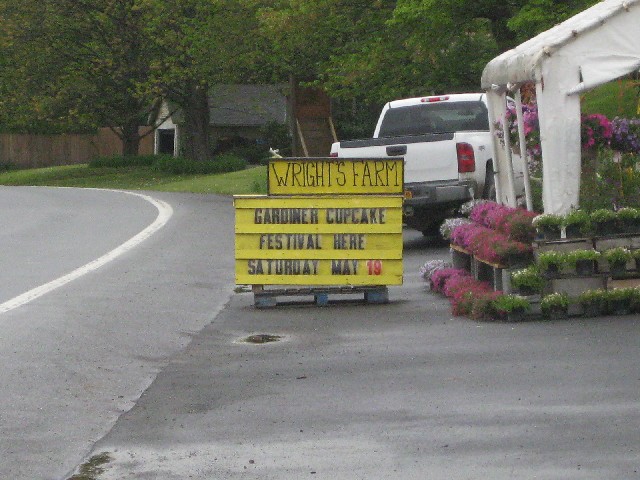 WRIGHT'S FARM
GARDINER CUPCAKE
FESTIVAL HERE
SATURDAY MAY 19